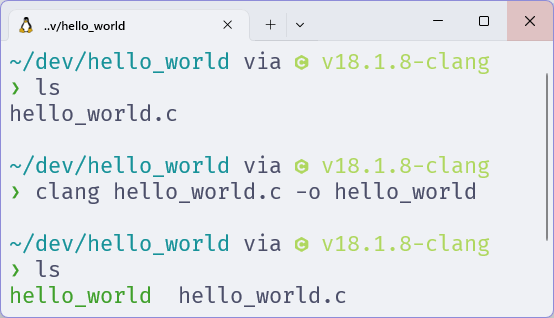 ..v/hello_world
~/dev/hello_world via C v18.1.8-clang
❯ ls
hello_world.c
~/dev/hello_world via C v18.1.8-clang
❯ clang hello_world.c -o hello_world
~/dev/hello_world via C v18.1.8-clang
❯ ls
hello_world  hello_world.c